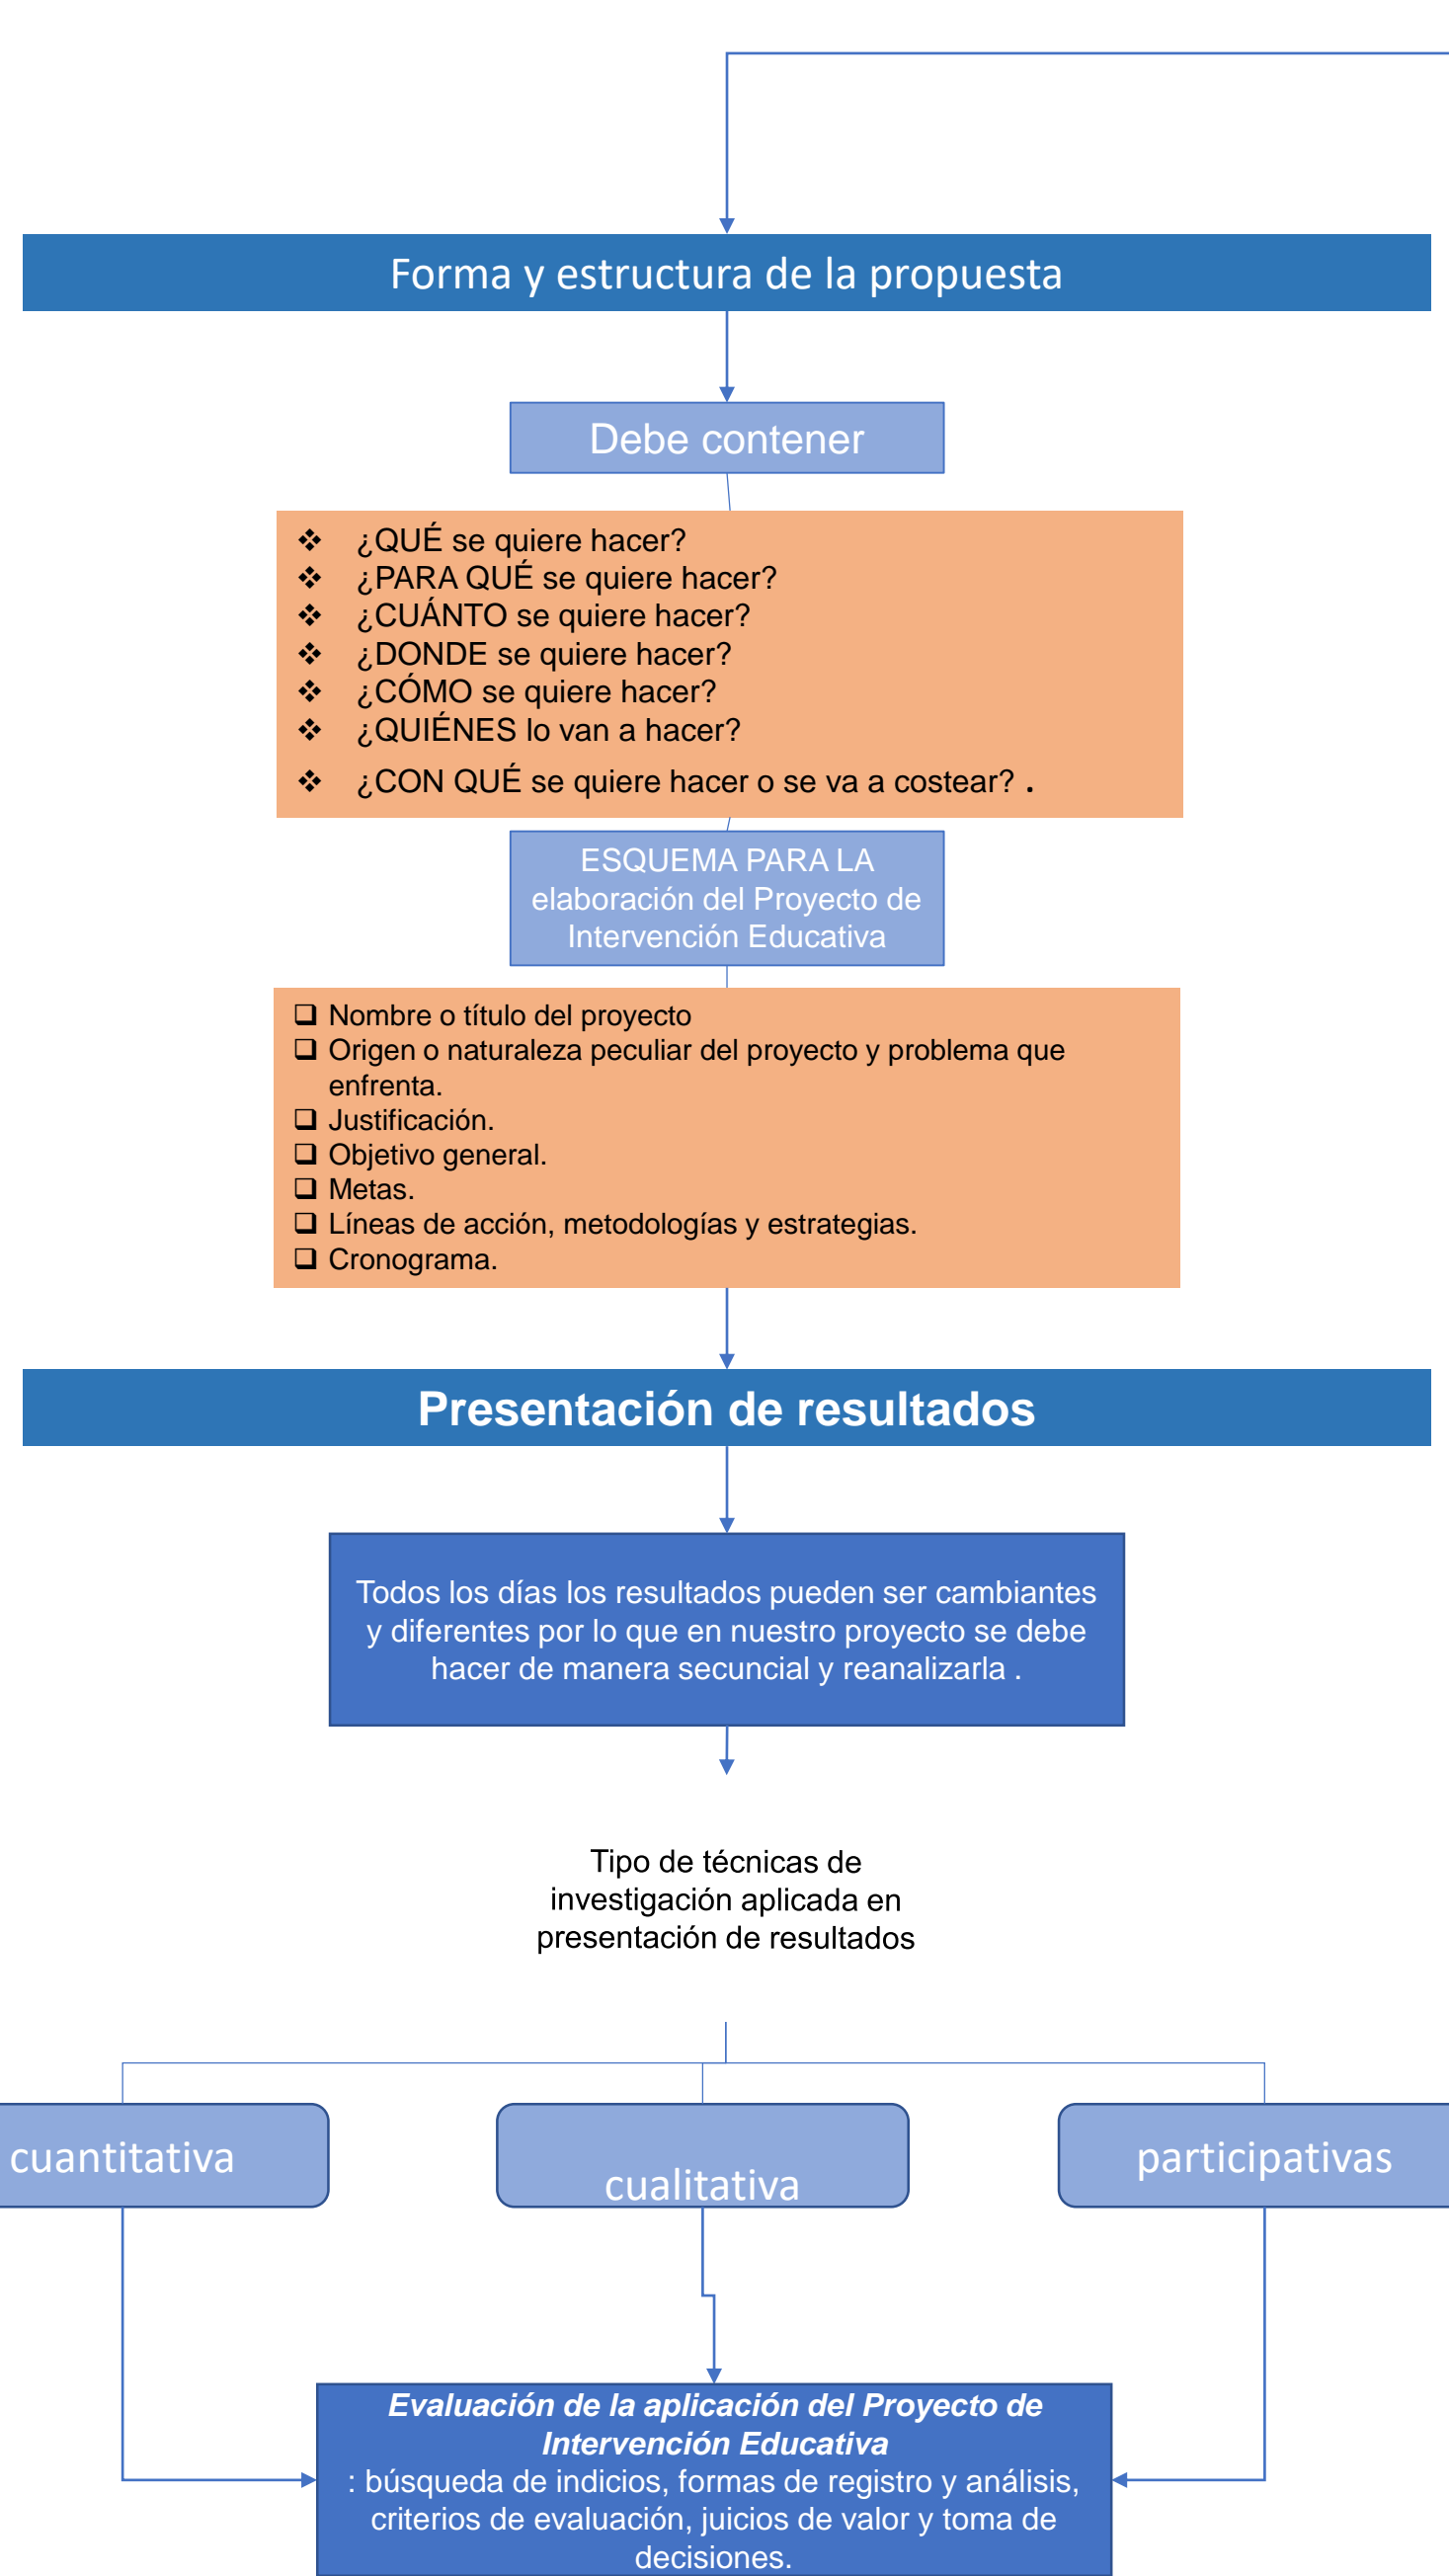 Forma y estructura de la propuesta
Debe contener
❖ ¿QUÉ se quiere hacer?
❖ ¿PARA QUÉ se quiere hacer?
❖ ¿CUÁNTO se quiere hacer?
❖ ¿DONDE se quiere hacer?
❖ ¿CÓMO se quiere hacer?
❖ ¿QUIÉNES lo van a hacer?
❖ ¿CON QUÉ se quiere hacer o se va a costear? .
ESQUEMA PARA LA
elaboración del Proyecto de
Intervención Educativa
❑ Nombre o título del proyecto
❑ Origen o naturaleza peculiar del proyecto y problema que
enfrenta.
❑ Justificación.
❑ Objetivo general.
❑ Metas.
❑ Líneas de acción, metodologías y estrategias.
❑ Cronograma.
Presentación de resultados
Todos los días los resultados pueden ser cambiantes
y diferentes por lo que en nuestro proyecto se debe
hacer de manera secuncial y reanalizarla .
Tipo de técnicas de
investigación aplicada en
presentación de resultados
cuantitativa
cualitativa
participativas
Evaluación de la aplicación del Proyecto de
Intervención Educativa
: búsqueda de indicios, formas de registro y análisis,
criterios de evaluación, juicios de valor y toma de
decisiones.